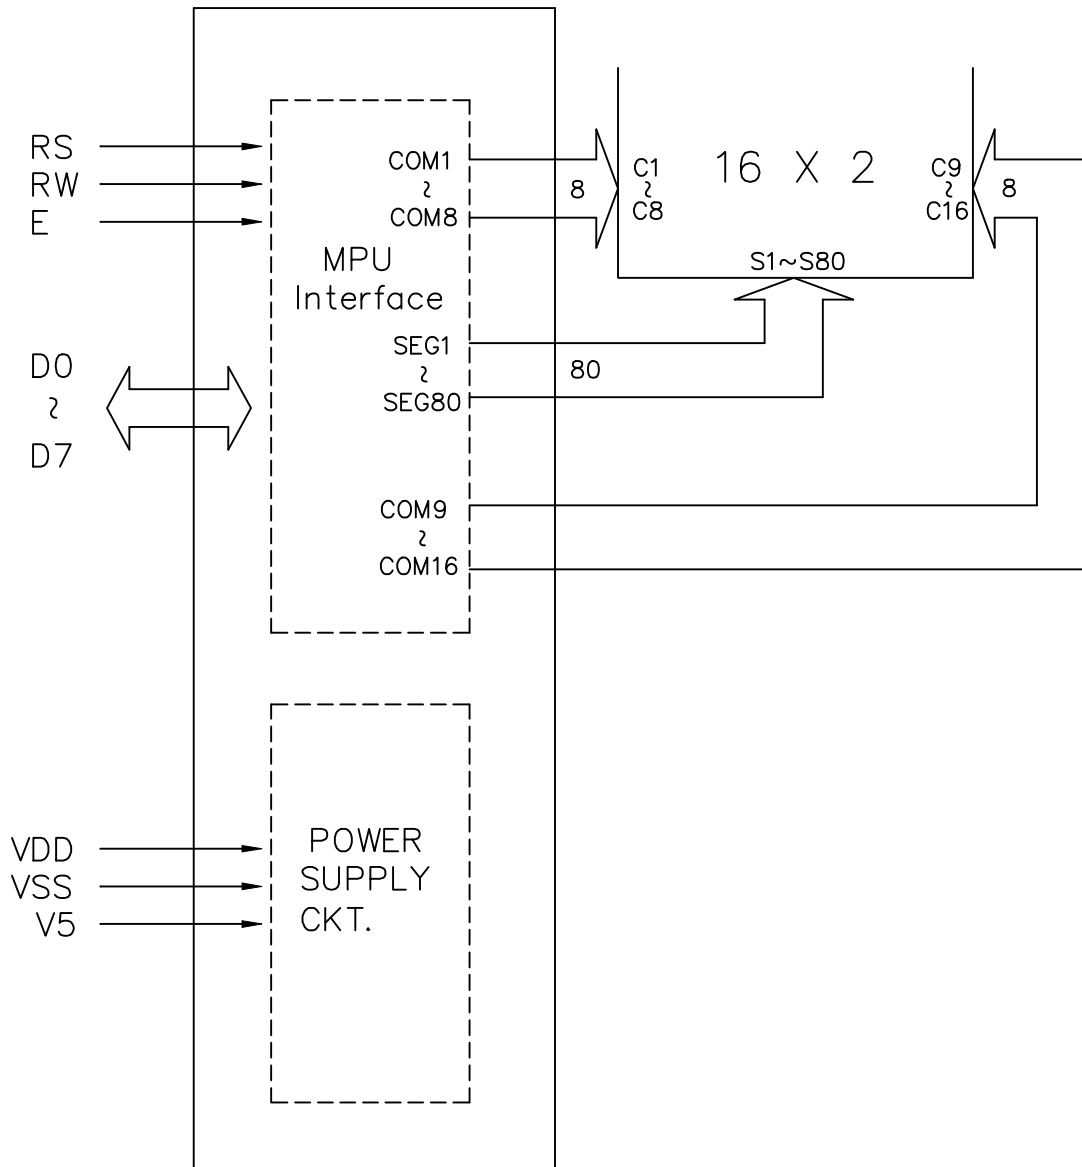 RS
RW
E
D0
~
D7
VDD
VSS
V5
COM1
~
COM8
MPU
Interface
SEG1
~
SEG80
COM9
~
COM16
POWER
SUPPLY
CKT.
8
80
C1
~
C8
16 X 2
C9
~
C16
S1~S80
8